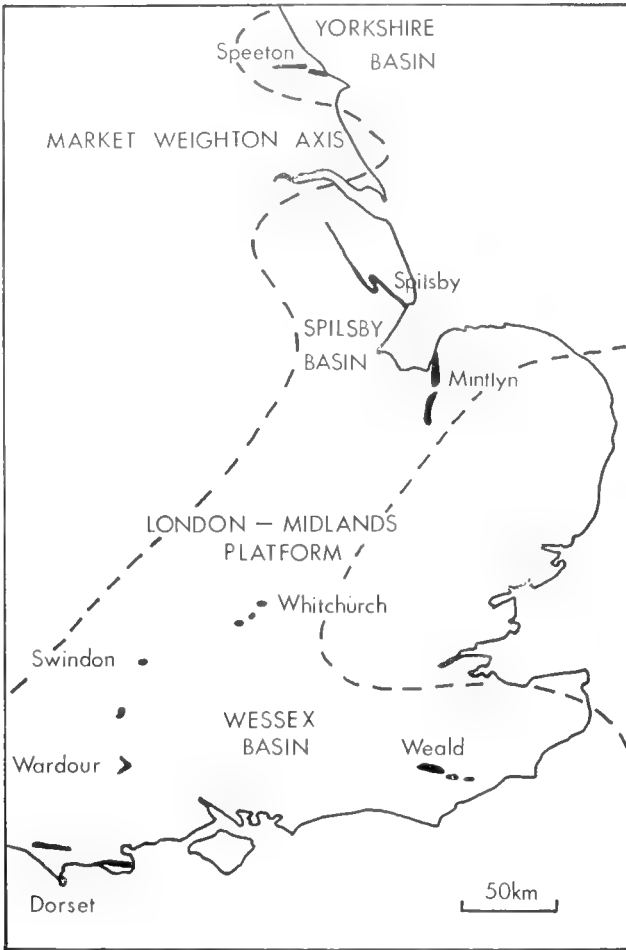 YORKSHIRE
BASIN
Speeton
MARKET WEIGHTON AXIS
Spilsby
SPILSBY
BASIN
Mintlyn
LONDON — MIDLANDS
PLATFORM
Whitchurch
Swindon
WESSEX
BASIN
Weald
Wardour
Dorset
50km